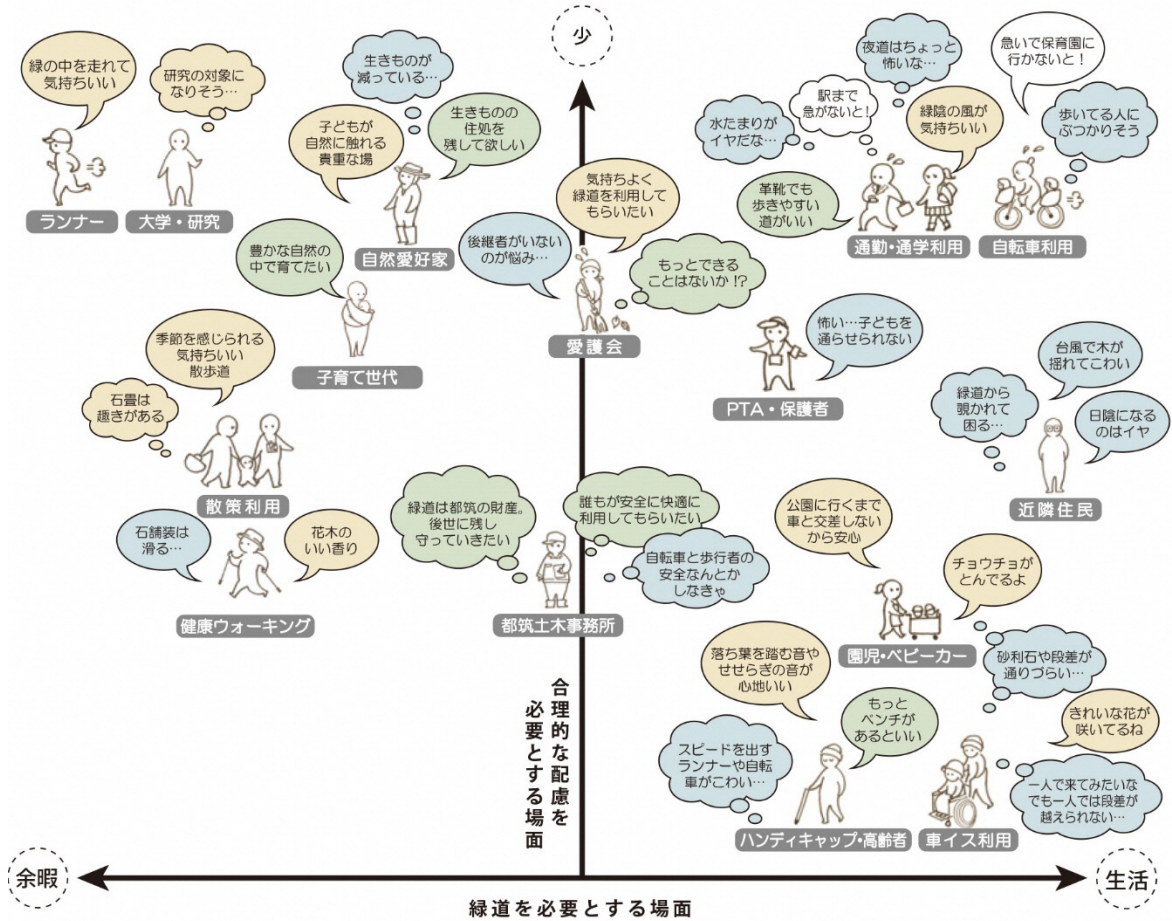 少
緑の中を走れて
気持ちいい
ランナー
研究の対象に
なりそう…
大学・研究
生きものが
減っている…
子どもが
自然に触れる
貴重な場
生きものの
住処を
残して欲しい
自然愛好家
豊かな自然の
中で育てたい
子育て世代
後継者がいない
のが悩み…
気持ちよく
緑道を利用して
もらいたい
もっとできる
ことはないか!?
愛護会
水たまりが
イヤだな…
駅まで
急がないと!
夜道はちょっと
怖いな…
緑陰の風が
気持ちいい
革靴でも
歩きやすい
道がいい
通勤・通学利用
急いで保育園に
行かないと!
歩いてる人に
ぶつかりそう
自転車利用
怖い…子どもを
通らせられない
PTA・保護者
緑道から
覗かれて
困る…
台風で木が
揺れてこわい
日陰になる
のはイヤ
近隣住民
季節を感じられる
気持ちいい
散歩道
石畳は
趣きがある
散策利用
石舗装は
滑る…
花木の
いい香り
健康ウォーキング
緑道は都筑の財産。
後世に残し
守っていきたい
誰もが安全に快適に
利用してもらいたい
自転車と歩行者の
安全なんとか
しなきゃ
都筑土木事務所
公園に行くまで
車と交差しない
から安心
チョウチョが
とんでるよ
砂利石や段差が
通りづらい…
園児・ベビーカー
落ち葉を踏む音や
せせらぎの音が
心地いい
もっと
ベンチが
あるといい
スピードを出す
ランナーや自転
車がこわい…
ハンディキャップ・高齢者
きれいな花が
咲いてるね
一人で来てみたいな
でも一人では段差が
越えられない…
車イス利用
合理的な配慮を
必要とする場面
余暇
生活
緑道を必要とする場面